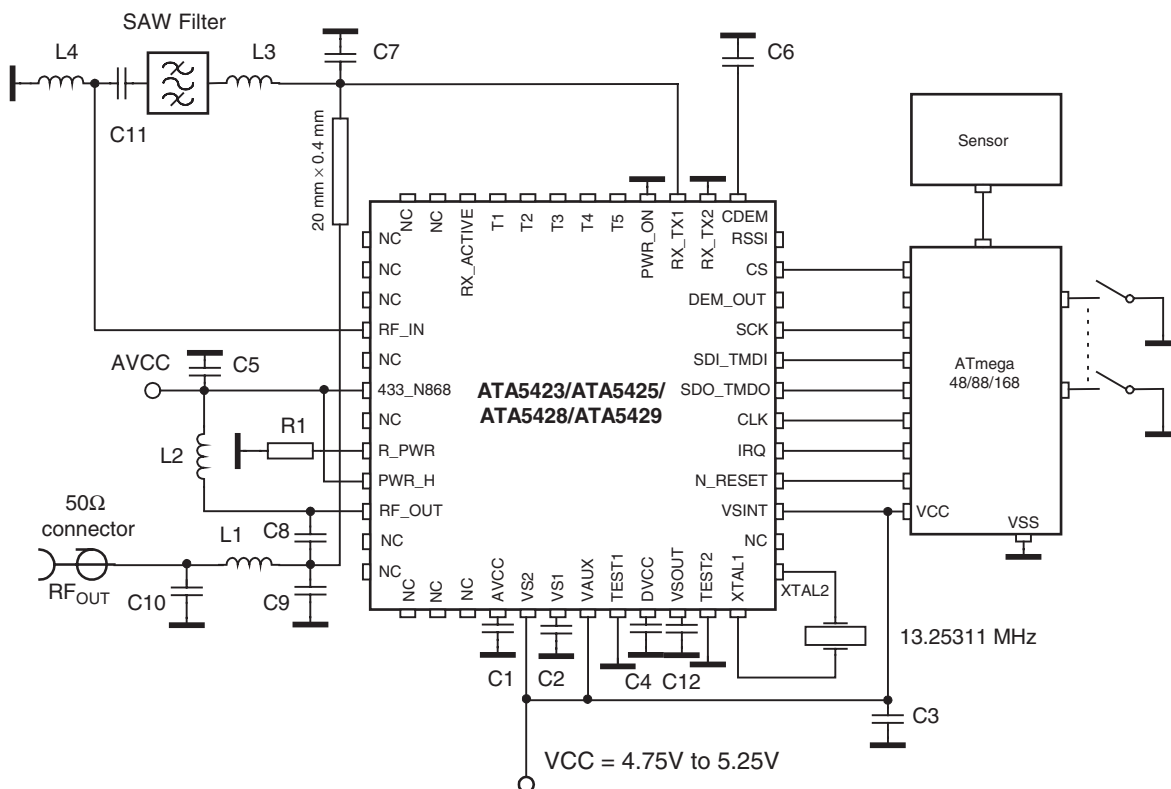 SAW Filter
L4
L3
C7
C6
C11
20 mm × 0.4 mm
Sensor
NC
NC
RX_ACTIVE
T1
T2
T3
T4
T5
PWR_ON
RX_TX1
RX_TX2
CDEM
NC
NC
NC
RF_IN
NC
433_N868
NC
R_PWR
PWR_H
RF_OUT
NC
NC
RSSI
CS
DEM_OUT
SCK
SDI_TMDI
SDO_TMDO
CLK
IRQ
N_RESET
VSINT
NC
XTAL2
ATA5423/ATA5425/
ATA5428/ATA5429
ATmega
48/88/168
VCC
VSS
AVCC
C5
R1
L2
50Ω
connector
L1
C8
RFOUT
C10
C9
NC
NC
NC
AVCC
VS2
VS1
VAUX
TEST1
DVCC
VSOUT
TEST2
XTAL1
C1
C2
C4
C12
13.25311 MHz
C3
VCC = 4.75V to 5.25V